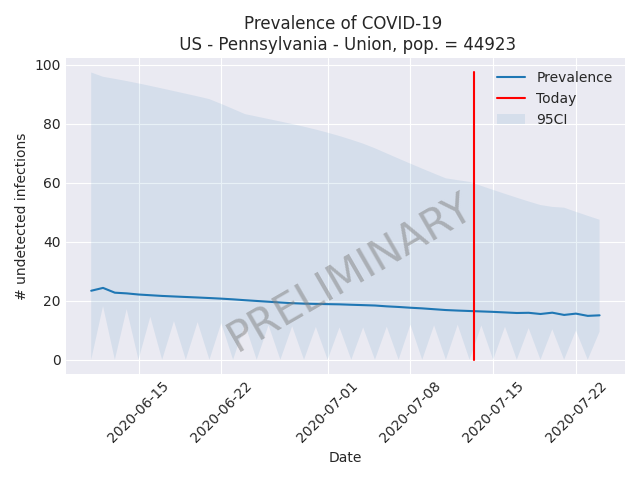 Prevalence of COVID-19
US - Pennsylvania - Union, pop. = 44923
100
80
60
40
20
0
# undetected infections
Prevalence
Today
95CI
PRELIMINARY
2020-06-15
2020-06-22
2020-07-01
2020-07-08
2020-07-15
2020-07-22
Date